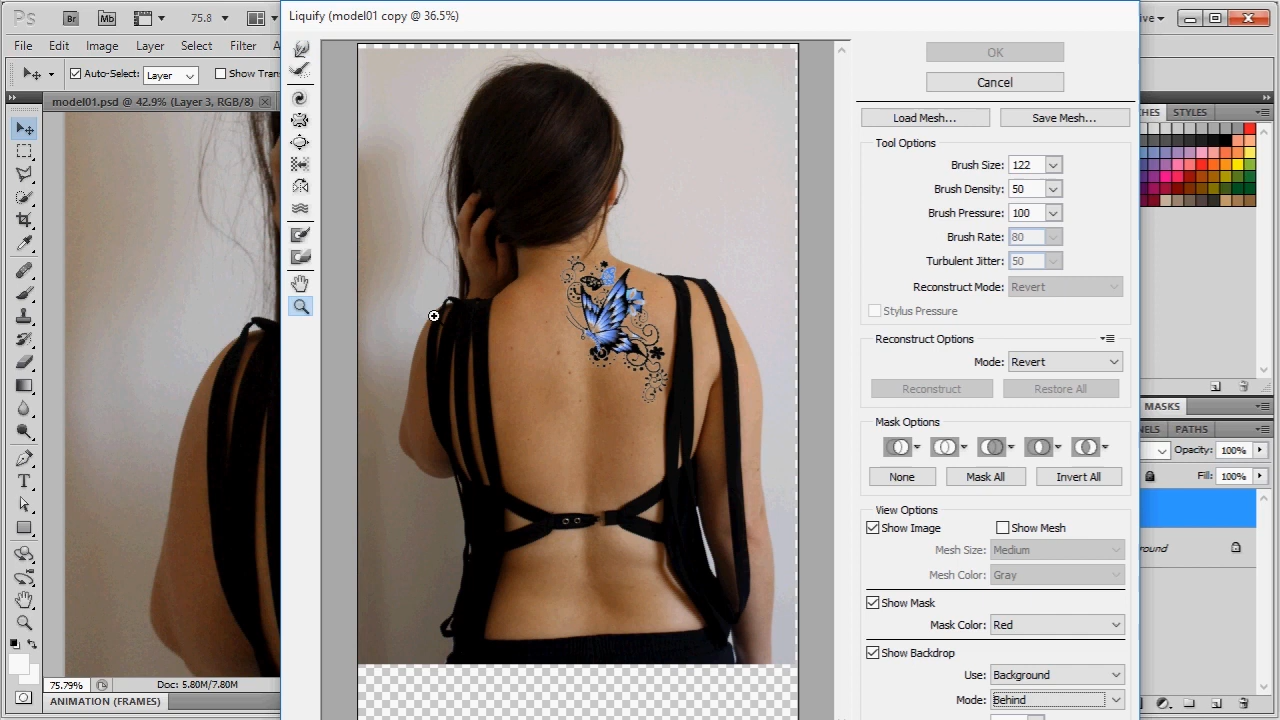 Liquify (model01 copy @ 36.5%)
Ps Br Mb 75.8
File Edit Image Layer Select Filter A
Auto-Select: Layer Show Tran
model01.psd @ 42.9% (Layer 3, RGB/8)
OK
Cancel
Load Mesh... Save Mesh...
Tool Options
Brush Size: 122
Brush Density: 50
Brush Pressure: 100
Brush Rate: 80
Turbulent Jitter: 50
Reconstruct Mode: Revert
Stylus Pressure
Reconstruct Options
Mode: Revert
Reconstruct Restore All
Mask Options
None Mask All Invert All
View Options
Show Image Show Mesh
Mesh Size: Medium
Mesh Color: Gray
Show Mask
Mask Color: Red
Show Backdrop
Use: Background
Mode: Behind
ive
CHES STYLES
MASKS
NELS PATHS
Opacity: 100%
Fill: 100%
round
75.79% Doc: 5.80M/7.80M
ANIMATION (FRAMES)